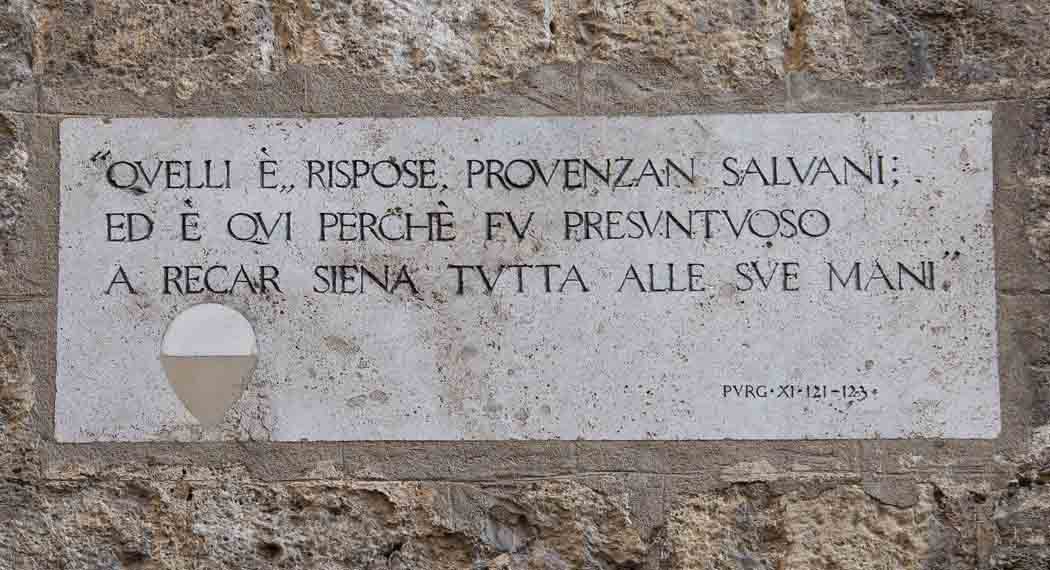 “QVELLI È„ RISPOSE, PROVENZAN SALVANI;
ED È QVI PERCHÈ FV PRESVNTVOSO
A RECAR SIENA TVTTA ALLE SVE MANI.”
PVRG·XI·121-123·